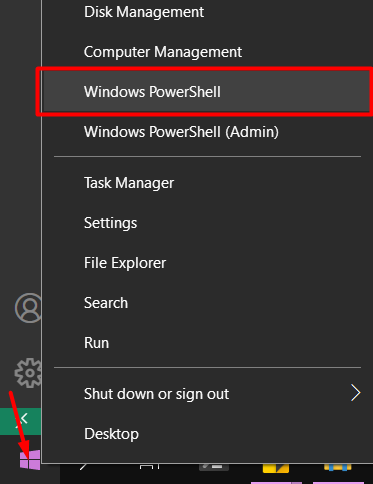 Disk Management
Computer Management
Windows PowerShell
Windows PowerShell (Admin)
Task Manager
Settings
File Explorer
Search
Run
Shut down or sign out
Desktop